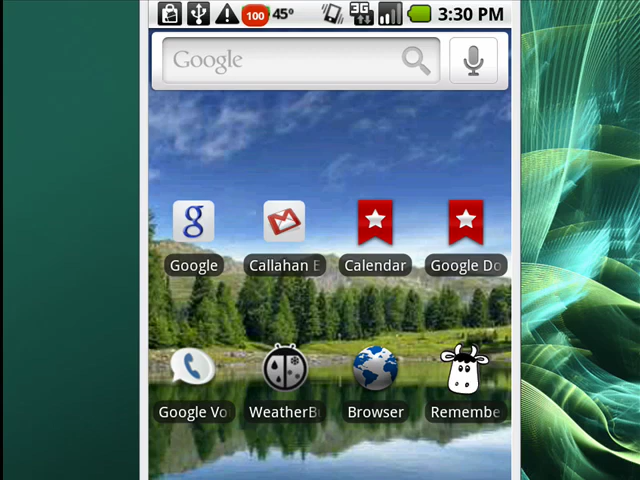 100 45° 3G 3:30 PM
Google
g
Google Callahan E Calendar Google Do
Google Vo WeatherB Browser Remembe